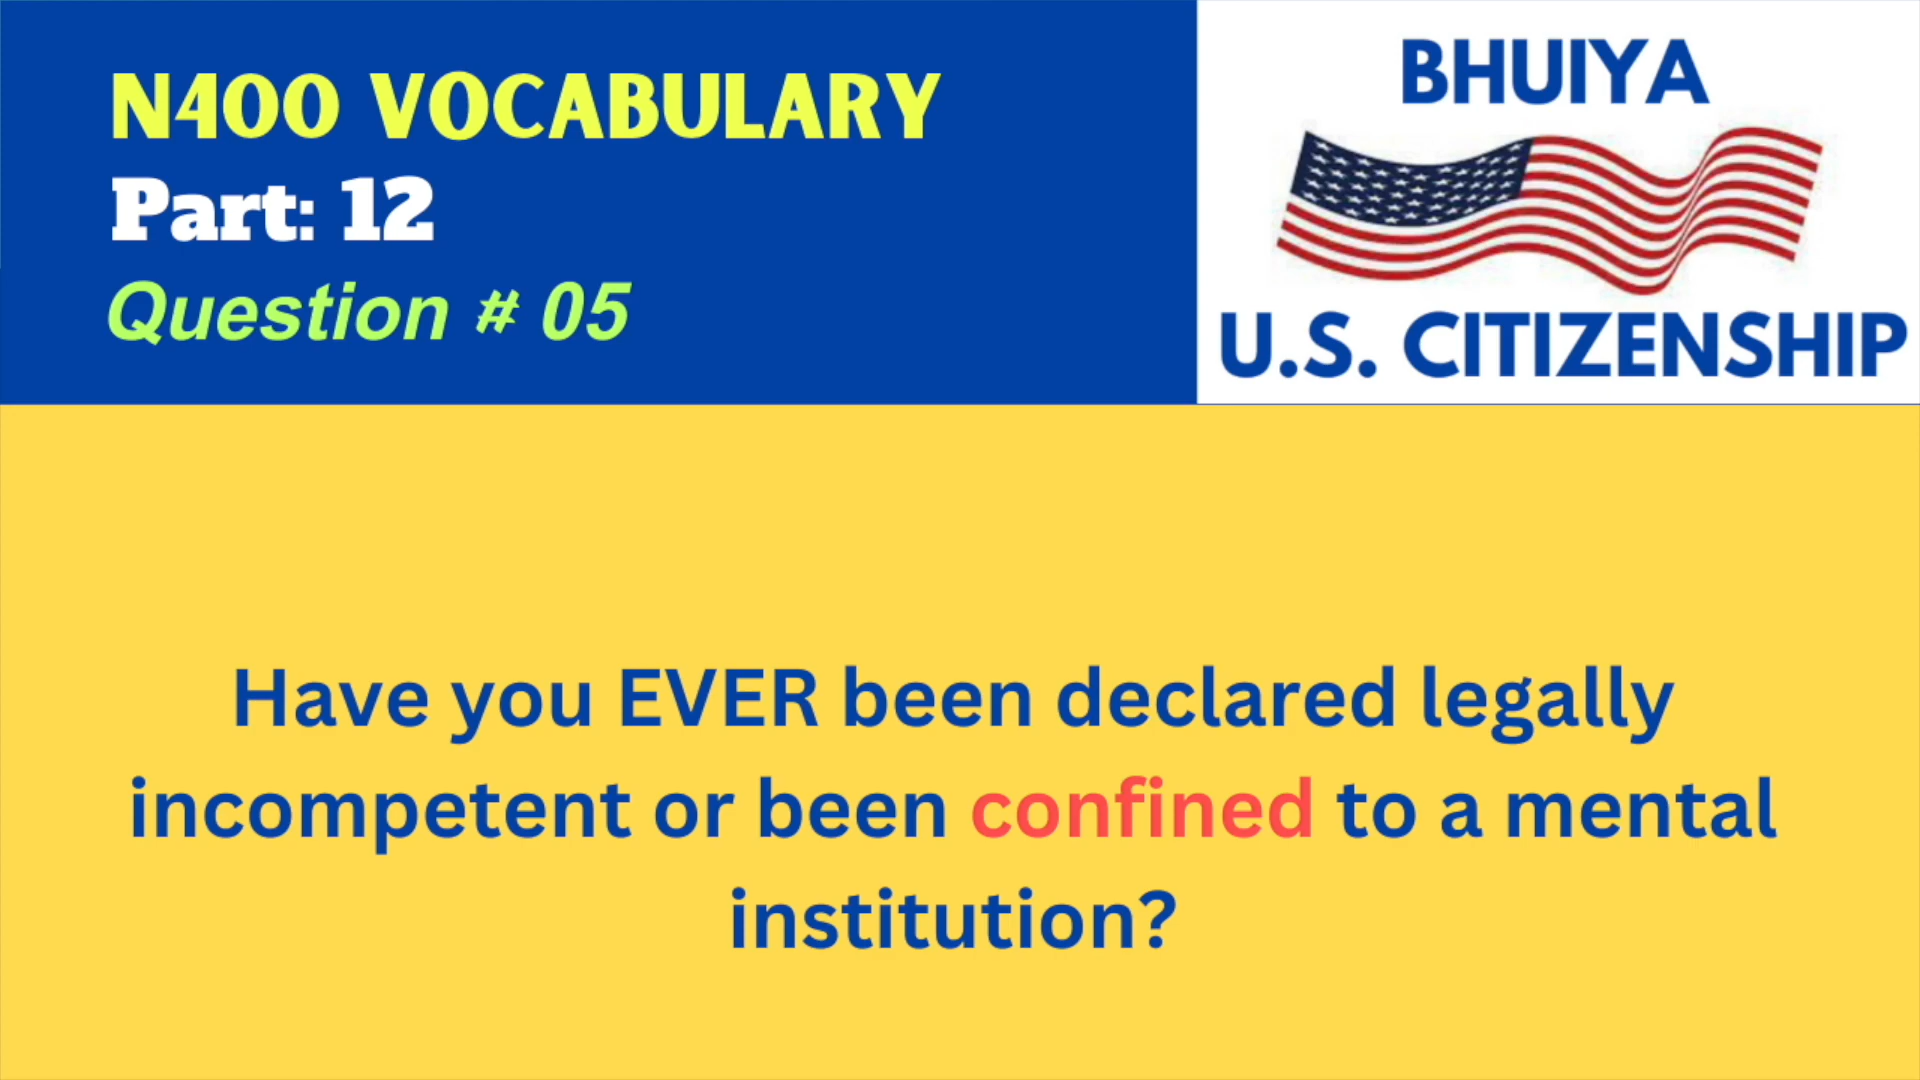 N400 VOCABULARY
Part: 12
Question # 05
BHUIYA
U.S. CITIZENSHIP
Have you EVER been declared legally
incompetent or been confined to a mental
institution?